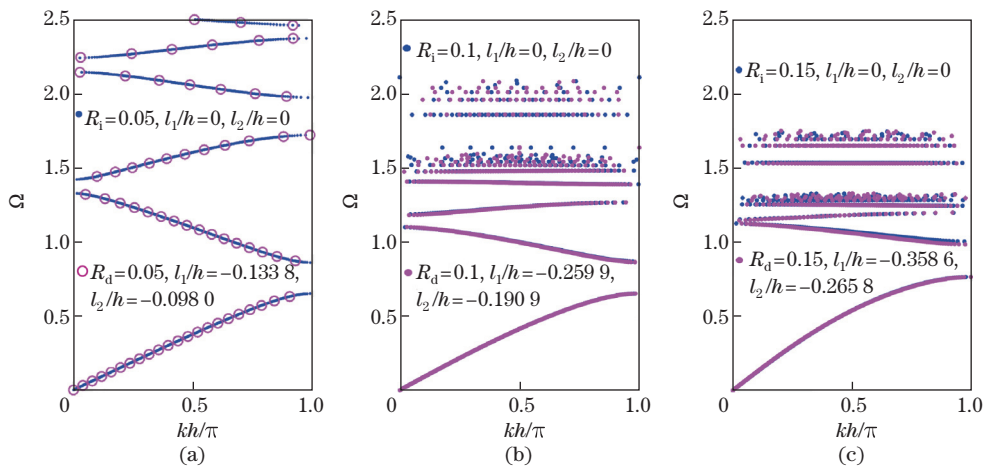 2.5
2.0
1.5
1.0
0.5
0
0.5
1.0
Ω
kh/π
(a)
R_i=0.05, l_1/h=0, l_2/h=0
R_d=0.05, l_1/h=−0.133 8,
l_2/h=−0.098 0
2.5
2.0
1.5
1.0
0.5
0
0.5
1.0
Ω
kh/π
(b)
R_i=0.1, l_1/h=0, l_2/h=0
R_d=0.1, l_1/h=−0.259 9,
l_2/h=−0.190 9
2.5
2.0
1.5
1.0
0.5
0
0.5
1.0
Ω
kh/π
(c)
R_i=0.15, l_1/h=0, l_2/h=0
R_d=0.15, l_1/h=−0.358 6,
l_2/h=−0.265 8